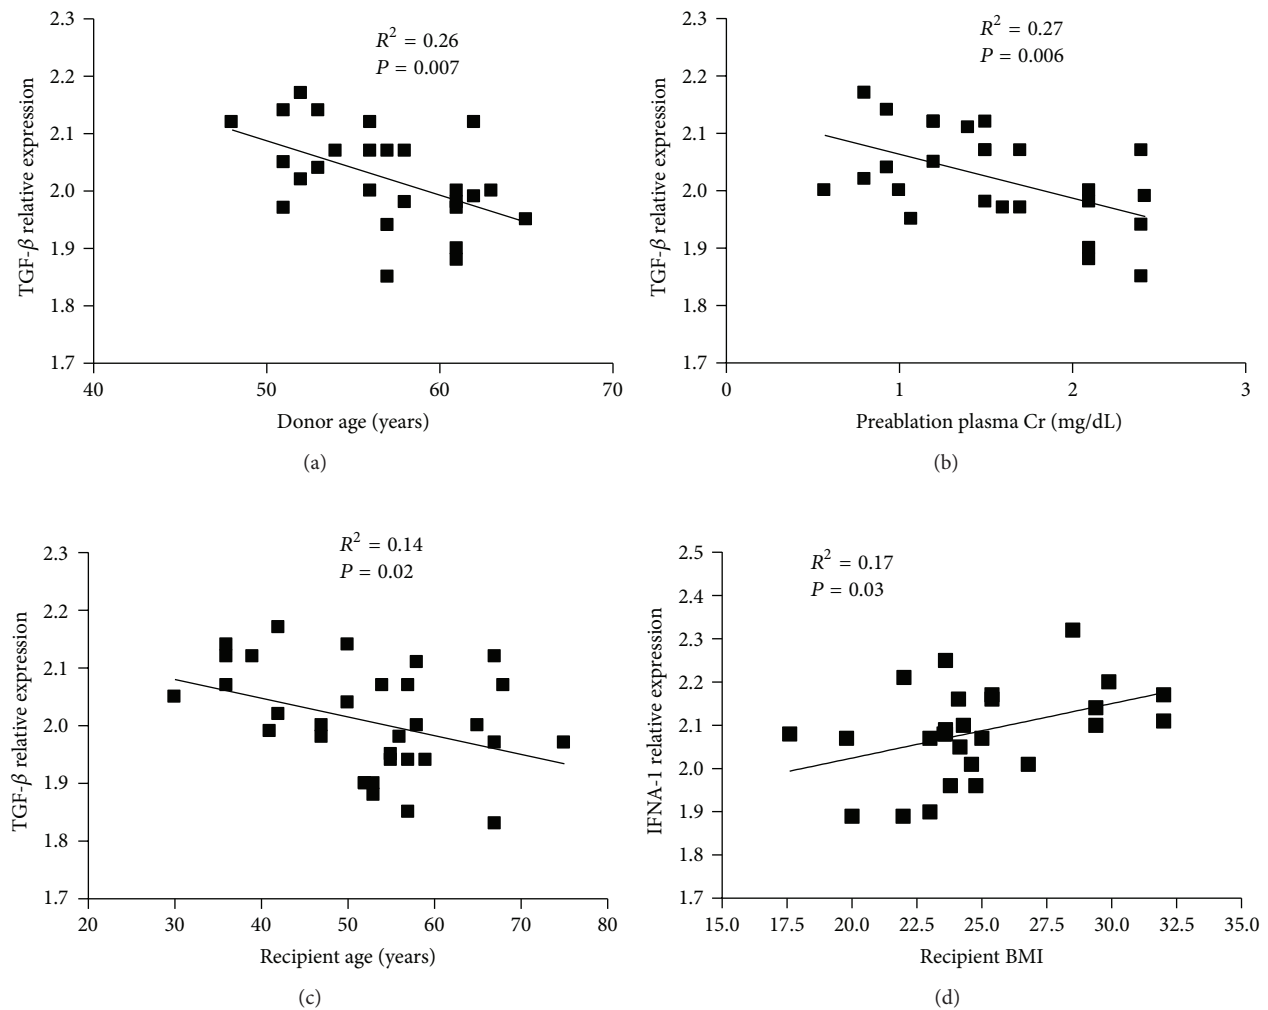 2.3
2.2
2.1
2.0
1.9
1.8
1.7
TGF-β relative expression
R² = 0.26
P = 0.007
40 50 60 70
Donor age (years)
(a)
2.3
2.2
2.1
2.0
1.9
1.8
1.7
TGF-β relative expression
R² = 0.27
P = 0.006
0 1 2 3
Preablation plasma Cr (mg/dL)
(b)
2.3
2.2
2.1
2.0
1.9
1.8
1.7
TGF-β relative expression
R² = 0.14
P = 0.02
20 30 40 50 60 70 80
Recipient age (years)
(c)
2.5
2.4
2.3
2.2
2.1
2.0
1.9
1.8
1.7
IFNA-1 relative expression
R² = 0.17
P = 0.03
15.0 17.5 20.0 22.5 25.0 27.5 30.0 32.5 35.0
Recipient BMI
(d)